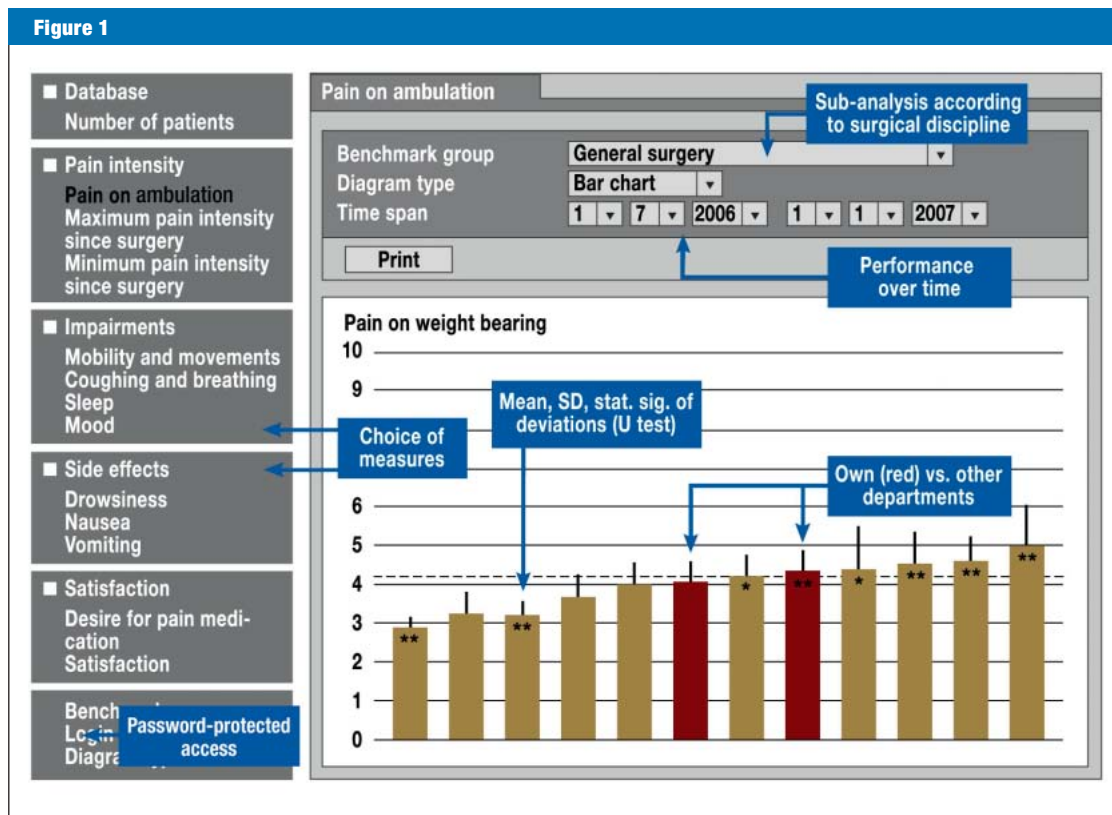 Figure 1
■ Database
Number of patients
■ Pain intensity
Pain on ambulation
Maximum pain intensity
since surgery
Minimum pain intensity
since surgery
■ Impairments
Mobility and movements
Coughing and breathing
Sleep
Mood
■ Side effects
Drowsiness
Nausea
Vomiting
■ Satisfaction
Desire for pain medi-
cation
Satisfaction
Password-protected
access
Choice of
measures
Pain on ambulation
Sub-analysis according
to surgical discipline
Benchmark group General surgery
Diagram type Bar chart
Time span 1 7 2006 1 1 2007
Print
Performance
over time
Pain on weight bearing
10
9
Mean, SD, stat. sig. of
deviations (U test)
Own (red) vs. other
departments
6
5
4
3
2
1
0
** ** * ** * ** ** **